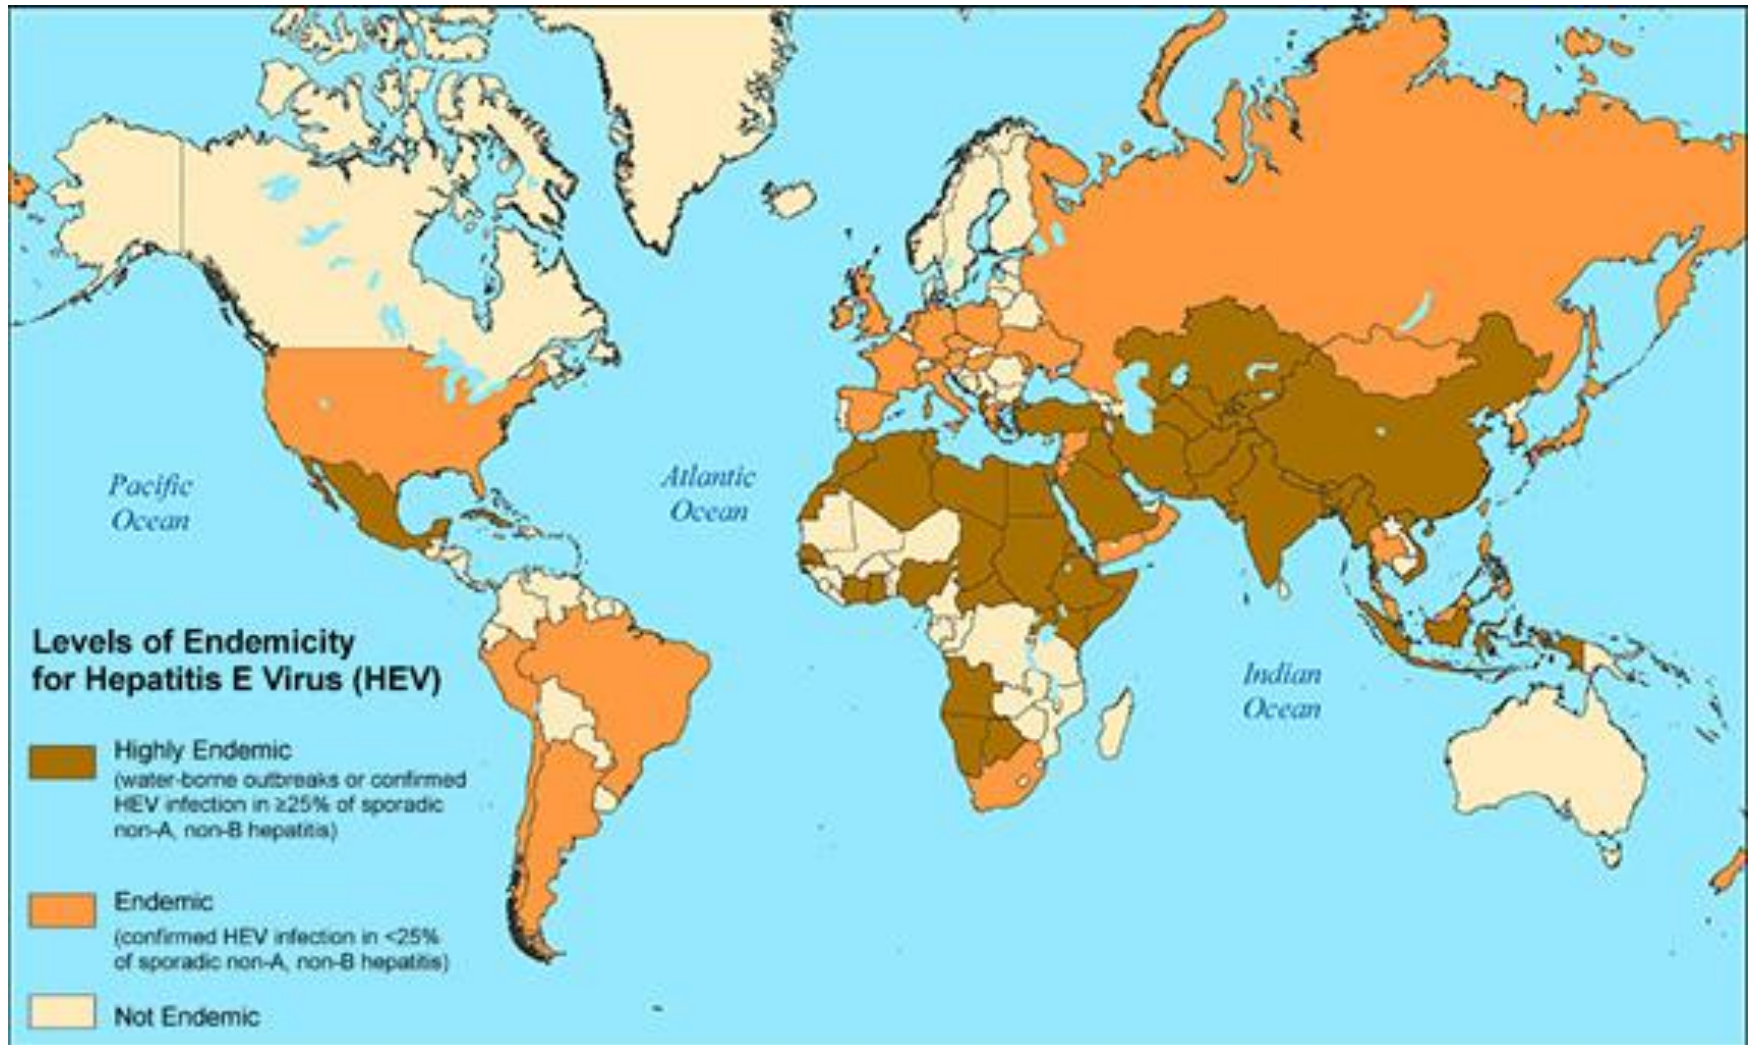 Pacific
Ocean
Atlantic
Ocean
Indian
Ocean
Levels of Endemicity
for Hepatitis E Virus (HEV)
Highly Endemic
(water-borne outbreaks or confirmed
HEV infection in ≥25% of sporadic
non-A, non-B hepatitis)
Endemic
(confirmed HEV infection in <25%
of sporadic non-A, non-B hepatitis)
Not Endemic